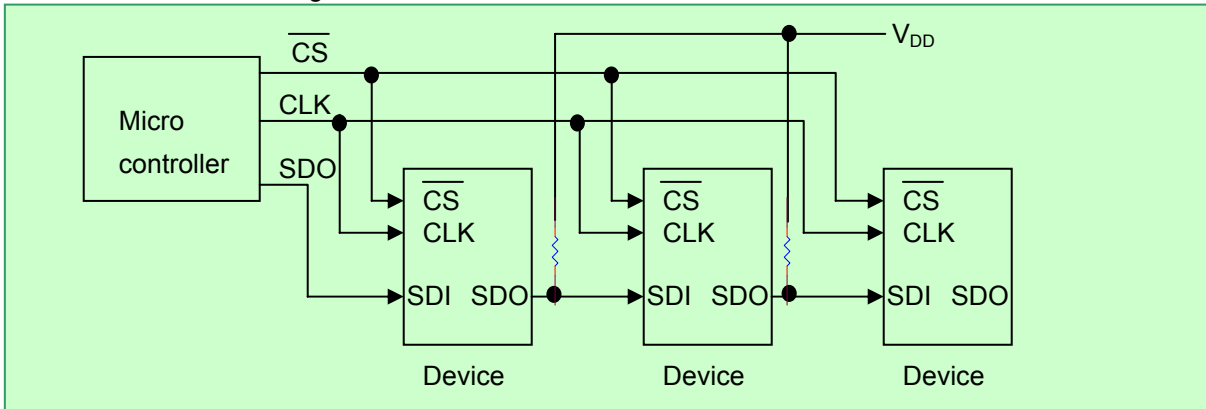 V_DD
CS
CLK
Micro
controller
SDO
CS
CLK
SDI SDO
CS
CLK
SDI SDO
CS
CLK
SDI SDO
Device
Device
Device